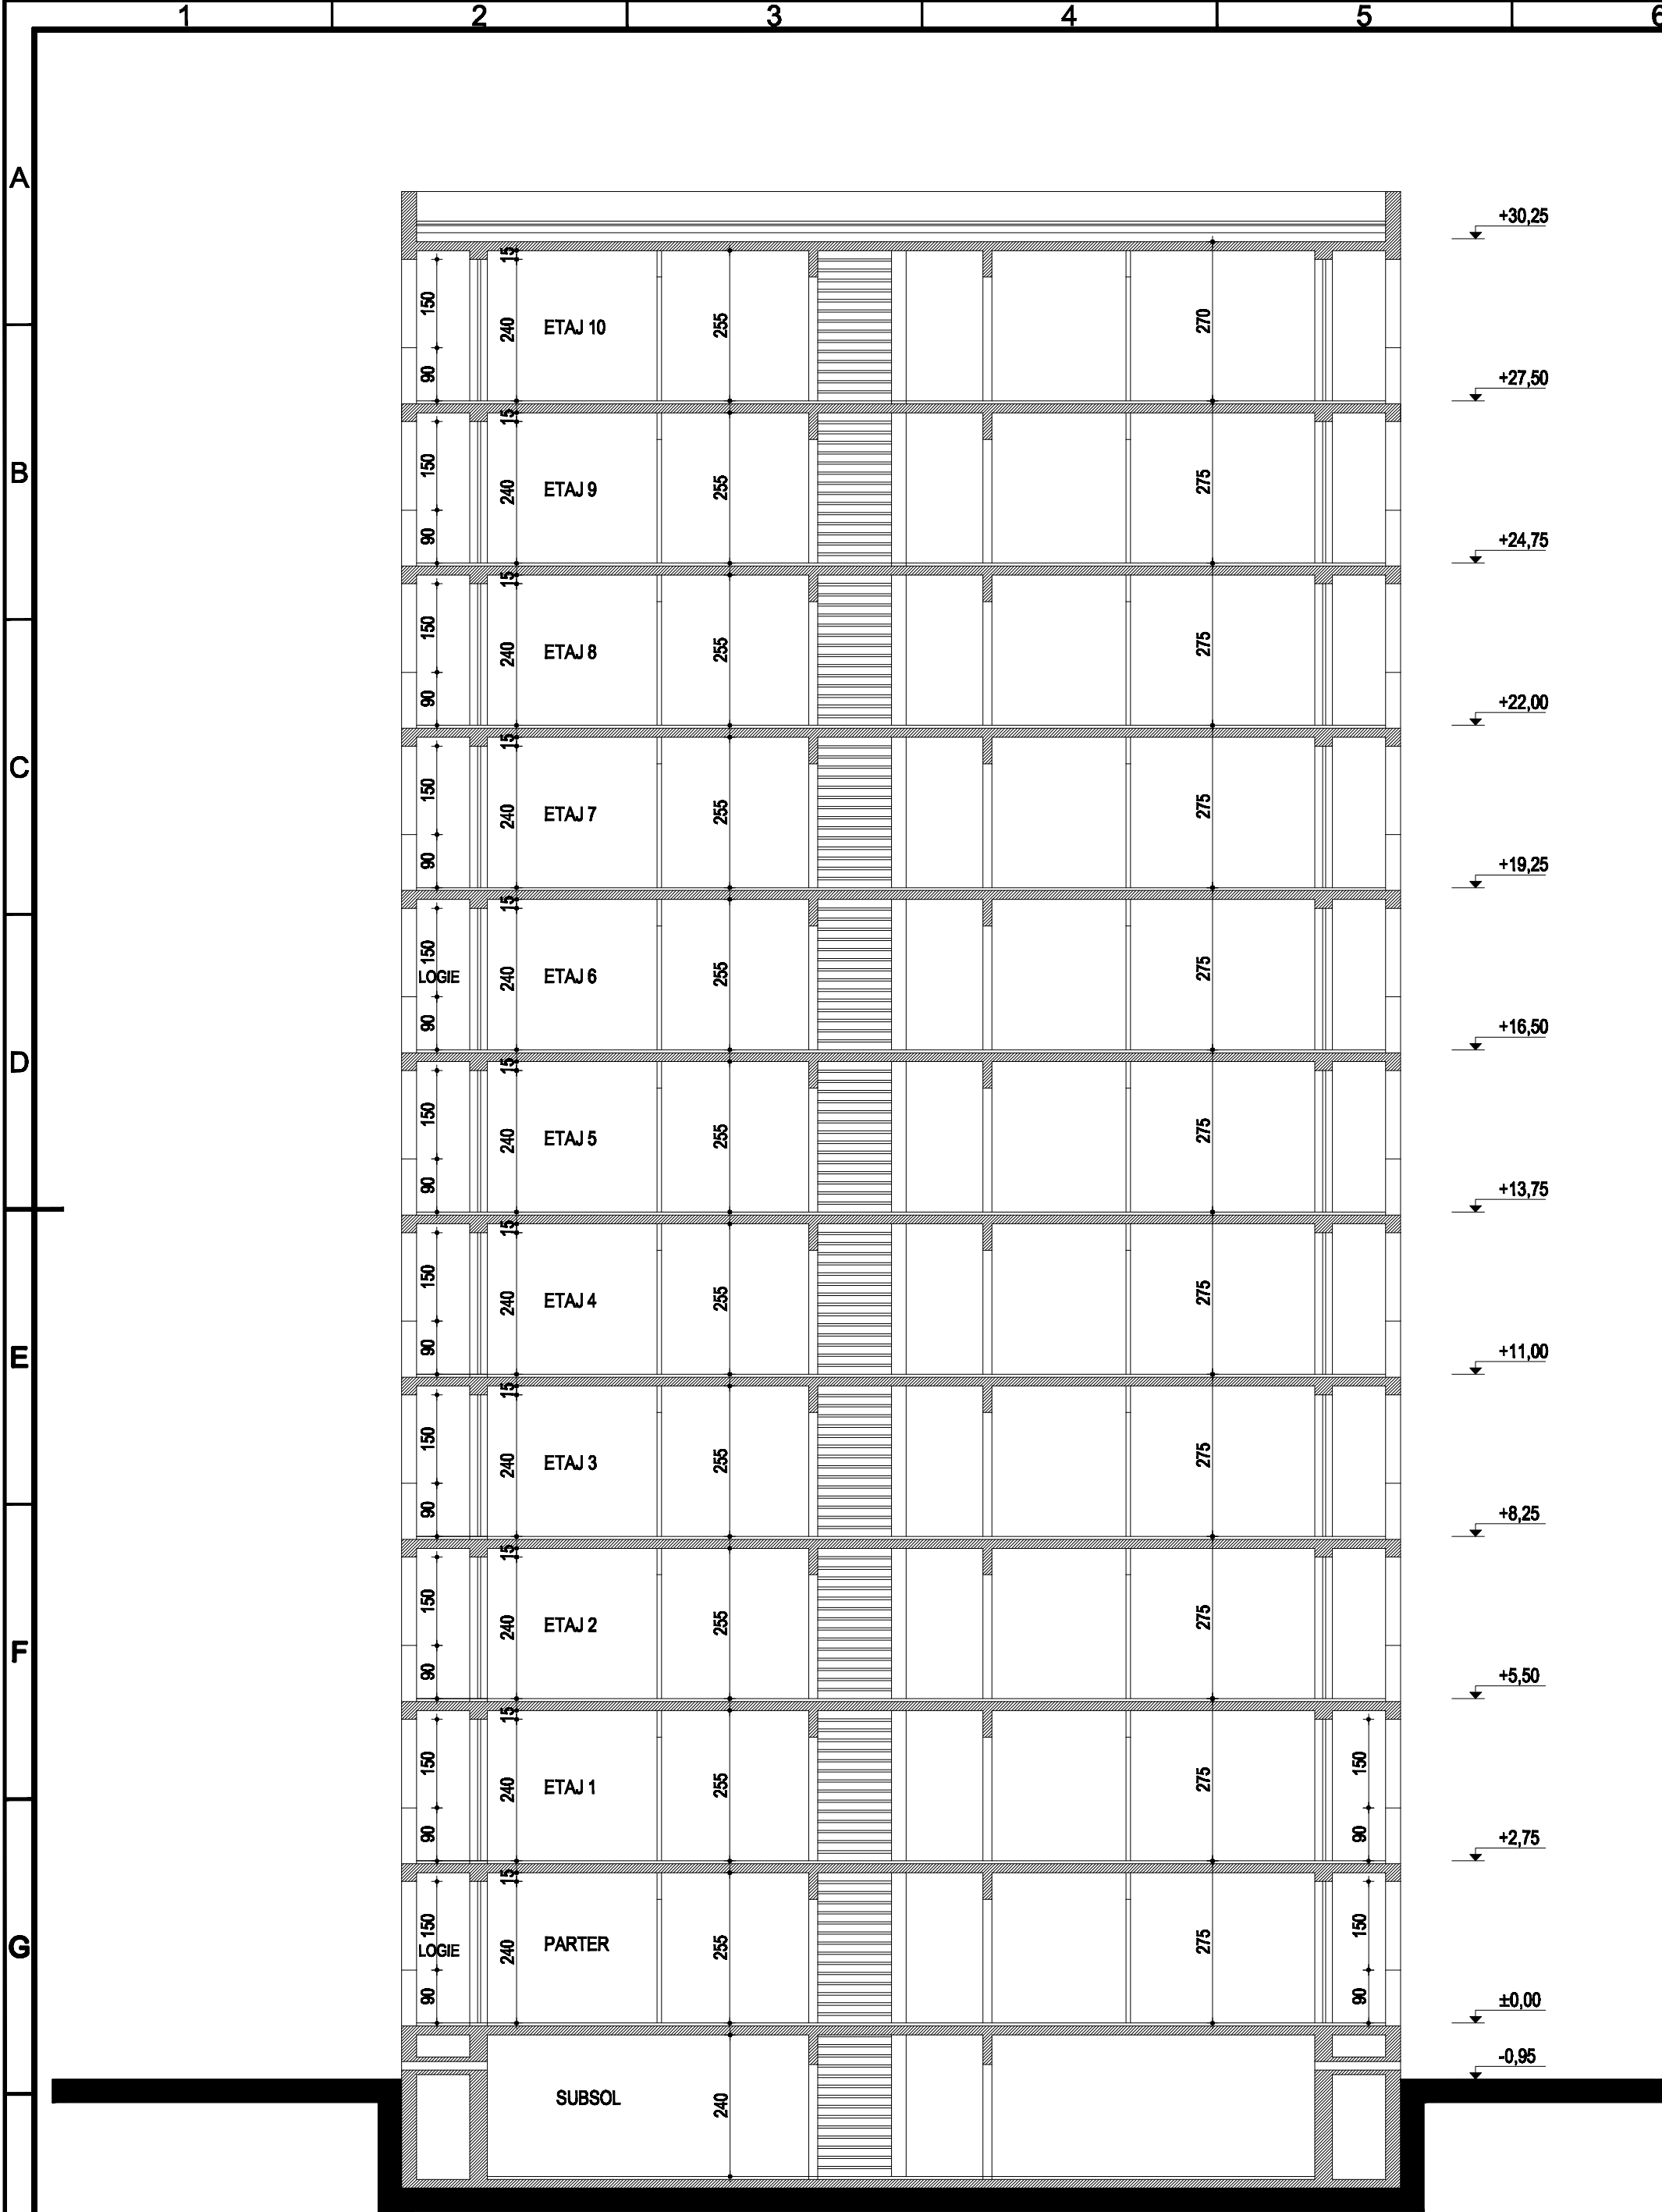 1 2 3 4 5 6
A
+30,25
15
150 240 ETAJ 10 255 270
90
+27,50
15
B
150 240 ETAJ 9 255 275
90
+24,75
15
150 240 ETAJ 8 255 275
90
+22,00
15
C
150 240 ETAJ 7 255 275
90
+19,25
15
150 240 ETAJ 6 255 275
LOGIE
90
+16,50
D
15
150 240 ETAJ 5 255 275
90
+13,75
15
150 240 ETAJ 4 255 275
90
E
+11,00
15
150 240 ETAJ 3 255 275
90
+8,25
15
150 240 ETAJ 2 255 275
F
90
+5,50
15
150 240 ETAJ 1 255 275 150
90 90
+2,75
15
150 240 PARTER 255 275 150
G
LOGIE
90 90
±0,00
-0,95
SUBSOL 240